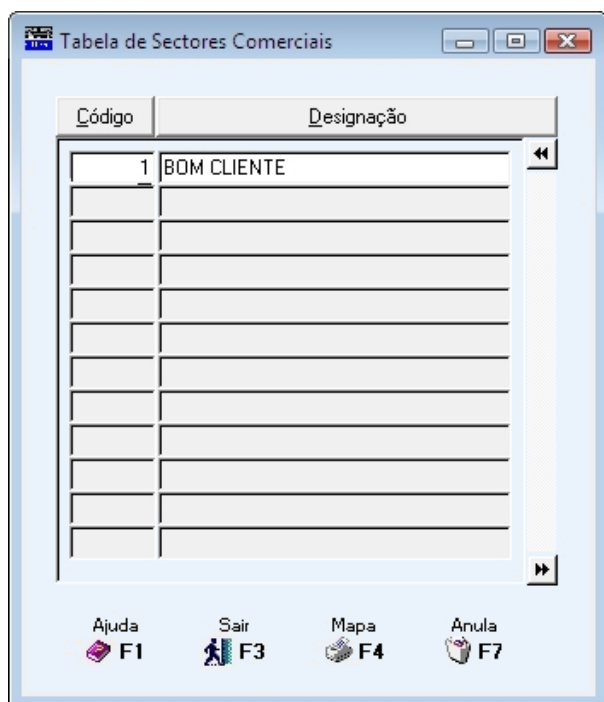 Tabela de Sectores Comerciais
Código Designação
1 BOM CLIENTE
Ajuda Sair Mapa Anula
F1 F3 F4 F7